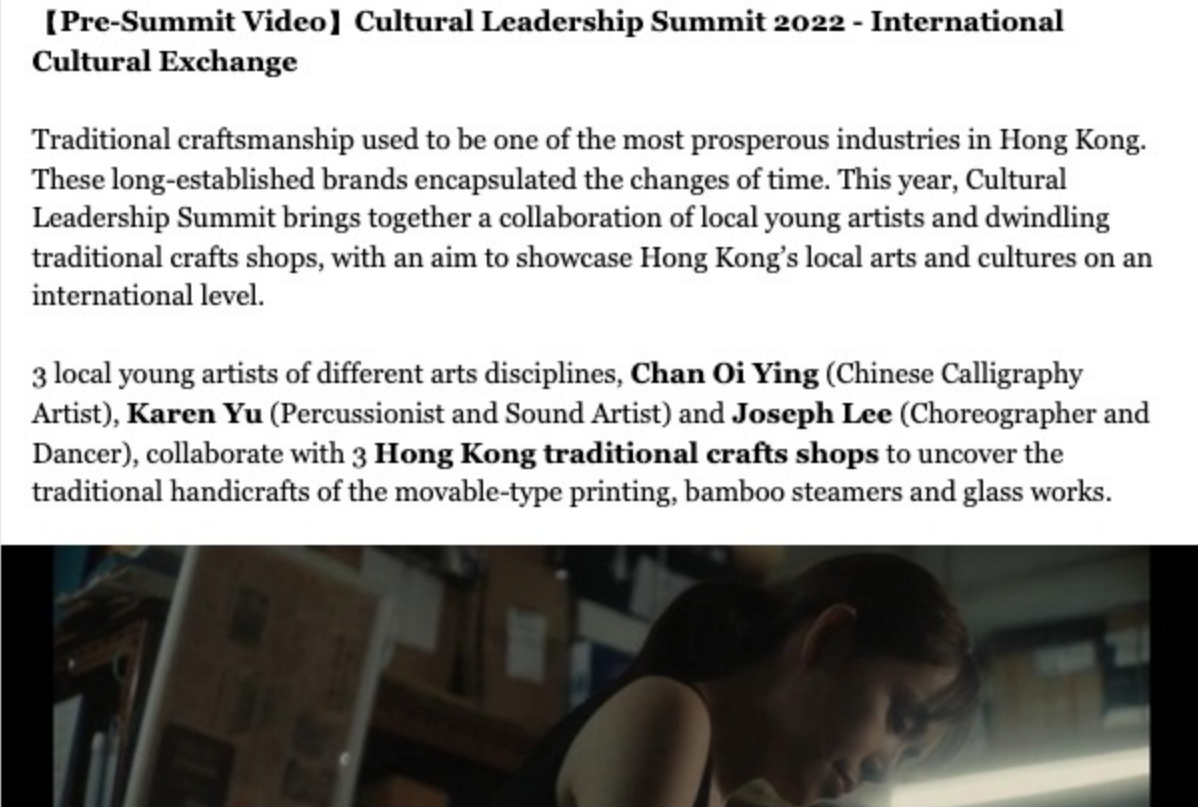 【Pre-Summit Video】Cultural Leadership Summit 2022 - International
Cultural Exchange
Traditional craftsmanship used to be one of the most prosperous industries in Hong Kong.
These long-established brands encapsulated the changes of time. This year, Cultural
Leadership Summit brings together a collaboration of local young artists and dwindling
traditional crafts shops, with an aim to showcase Hong Kong’s local arts and cultures on an
international level.
3 local young artists of different arts disciplines, Chan Oi Ying (Chinese Calligraphy
Artist), Karen Yu (Percussionist and Sound Artist) and Joseph Lee (Choreographer and
Dancer), collaborate with 3 Hong Kong traditional crafts shops to uncover the
traditional handicrafts of the movable-type printing, bamboo steamers and glass works.